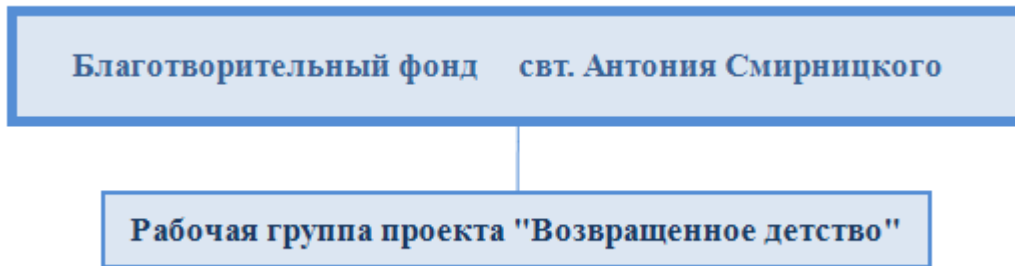 Благотворительный фонд свт. Антония Смирницкого
Рабочая группа проекта "Возвращенное детство"